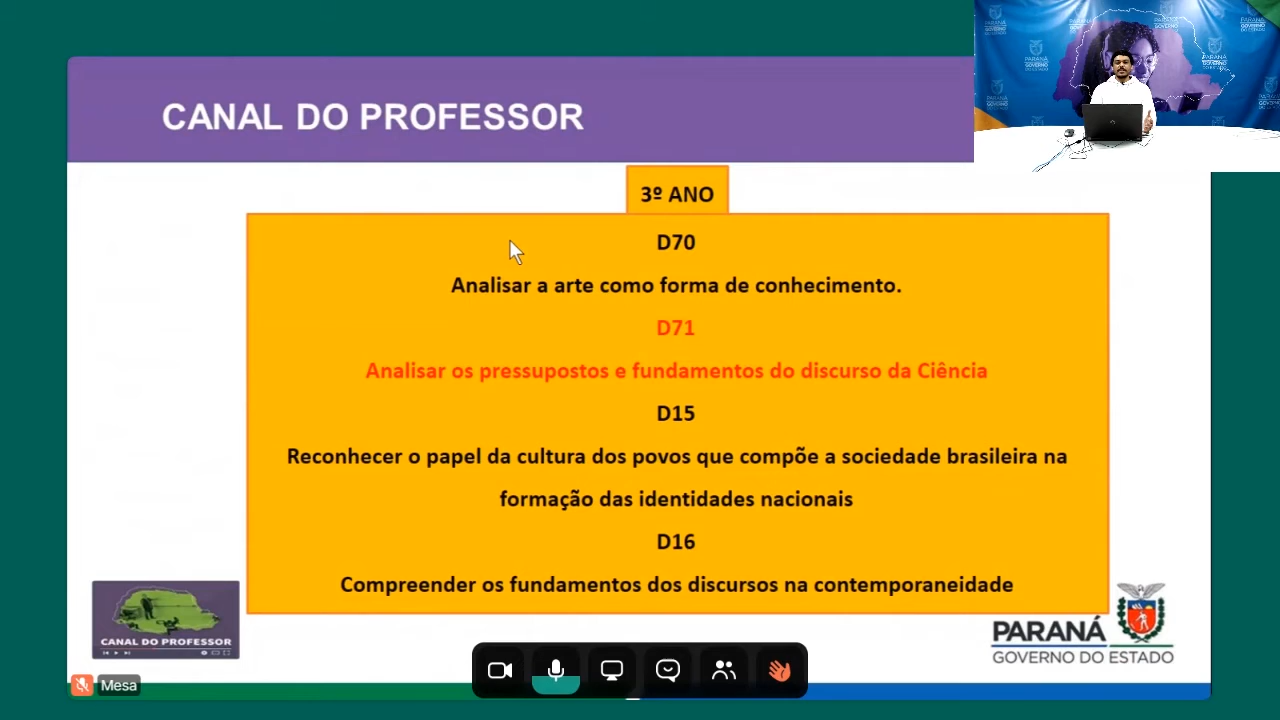 CANAL DO PROFESSOR
3º ANO
D70
Analisar a arte como forma de conhecimento.
D71
Analisar os pressupostos e fundamentos do discurso da Ciência
D15
Reconhecer o papel da cultura dos povos que compõe a sociedade brasileira na
formação das identidades nacionais
D16
Compreender os fundamentos dos discursos na contemporaneidade
CANAL DO PROFESSOR
PARANÁ
GOVERNO DO ESTADO
Mesa